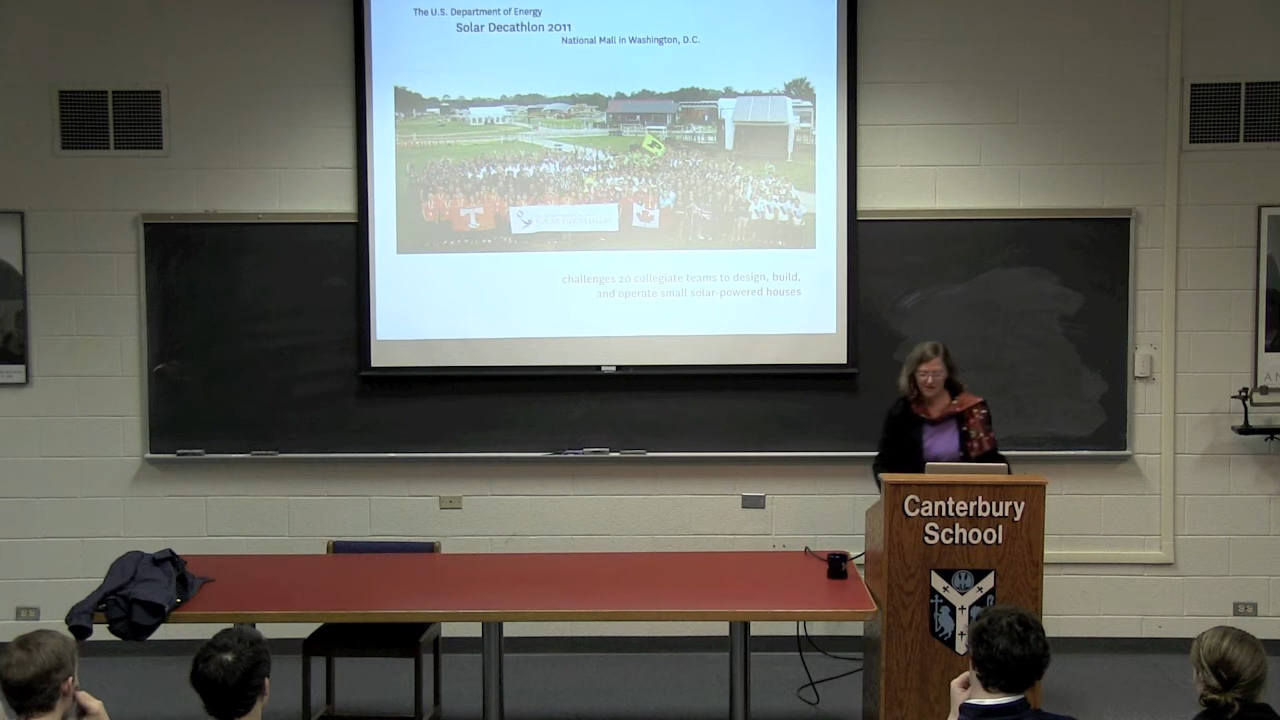 The U.S. Department of Energy
Solar Decathlon 2011
National Mall in Washington, D.C.
challenges 20 collegiate teams to design, build,
and operate small solar-powered houses
Canterbury
School